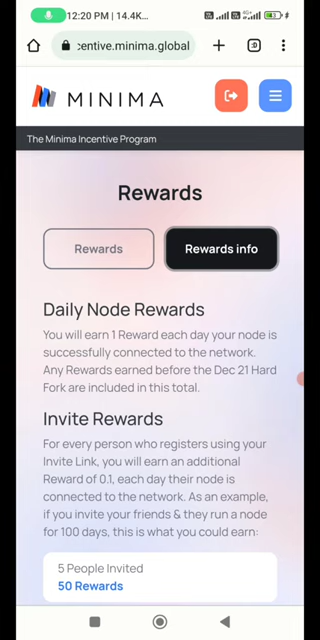 12:20 PM | 14.4K...
centive.minima.global
MINIMA
The Minima Incentive Program
Rewards
Rewards
Rewards info
Daily Node Rewards
You will earn 1 Reward each day your node is
successfully connected to the network.
Any Rewards earned before the Dec 21 Hard
Fork are included in this total.
Invite Rewards
For every person who registers using your
Invite Link, you will earn an additional
Reward of 0.1, each day their node is
connected to the network. As an example,
if you invite your friends & they run a node
for 100 days, this is what you could earn:
5 People Invited
50 Rewards